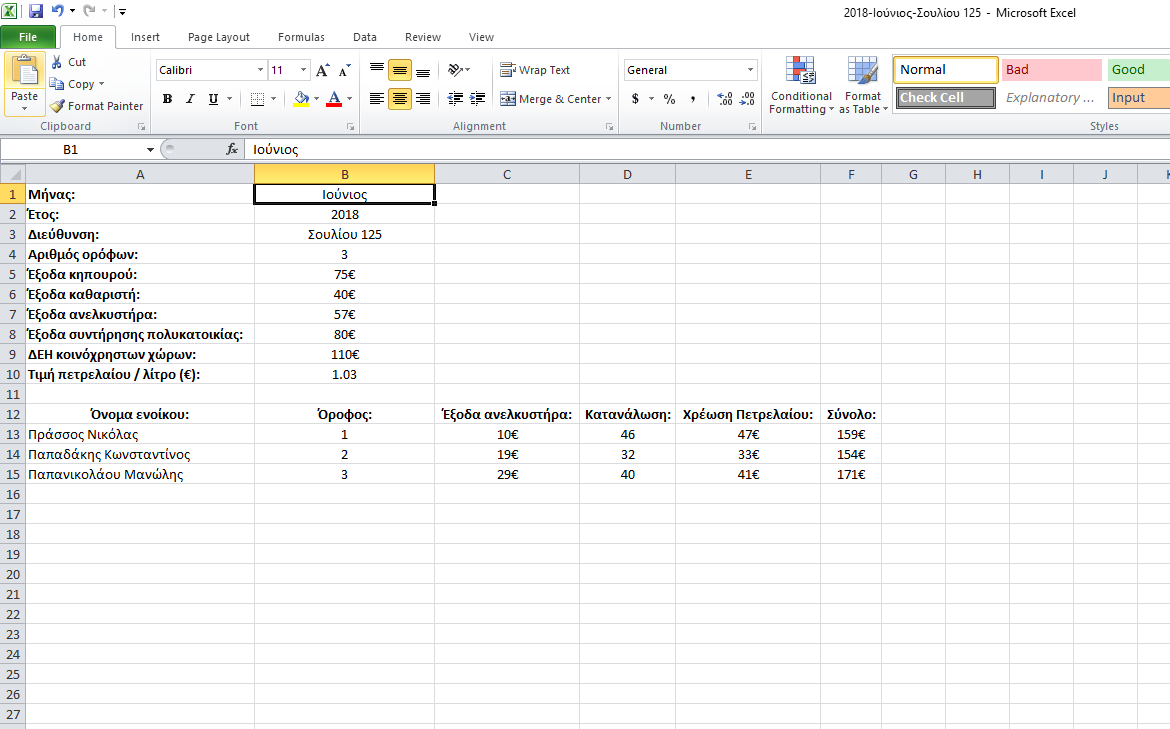 2018-Ιούνιος-Σουλίου 125 - Microsoft Excel
File Home Insert Page Layout Formulas Data Review View
Paste Cut Copy Format Painter
Calibri 11
B I U
Wrap Text
Merge & Center
General
$ % ,
Conditional Formatting
Format as Table
Normal Bad Good
Check Cell Explanatory ... Input
Clipboard Font Alignment Number Styles
B1 fx Ιούνιος
A B C D E F G H I J K
1 Μήνας: Ιούνιος
2 Έτος: 2018
3 Διεύθυνση: Σουλίου 125
4 Αριθμός ορόφων: 3
5 Έξοδα κηπουρού: 75€
6 Έξοδα καθαριστή: 40€
7 Έξοδα ανελκυστήρα: 57€
8 Έξοδα συντήρησης πολυκατοικίας: 80€
9 ΔΕΗ κοινόχρηστων χώρων: 110€
10 Τιμή πετρελαίου / λίτρο (€): 1.03
11
12 Όνομα ενοίκου: Όροφος: Έξοδα ανελκυστήρα: Κατανάλωση: Χρέωση Πετρελαίου: Σύνολο:
13 Πράσσος Νικόλας 1 10€ 46 47€ 159€
14 Παπαδάκης Κωνσταντίνος 2 19€ 32 33€ 154€
15 Παπανικολάου Μανώλης 3 29€ 40 41€ 171€
16
17
18
19
20
21
22
23
24
25
26
27